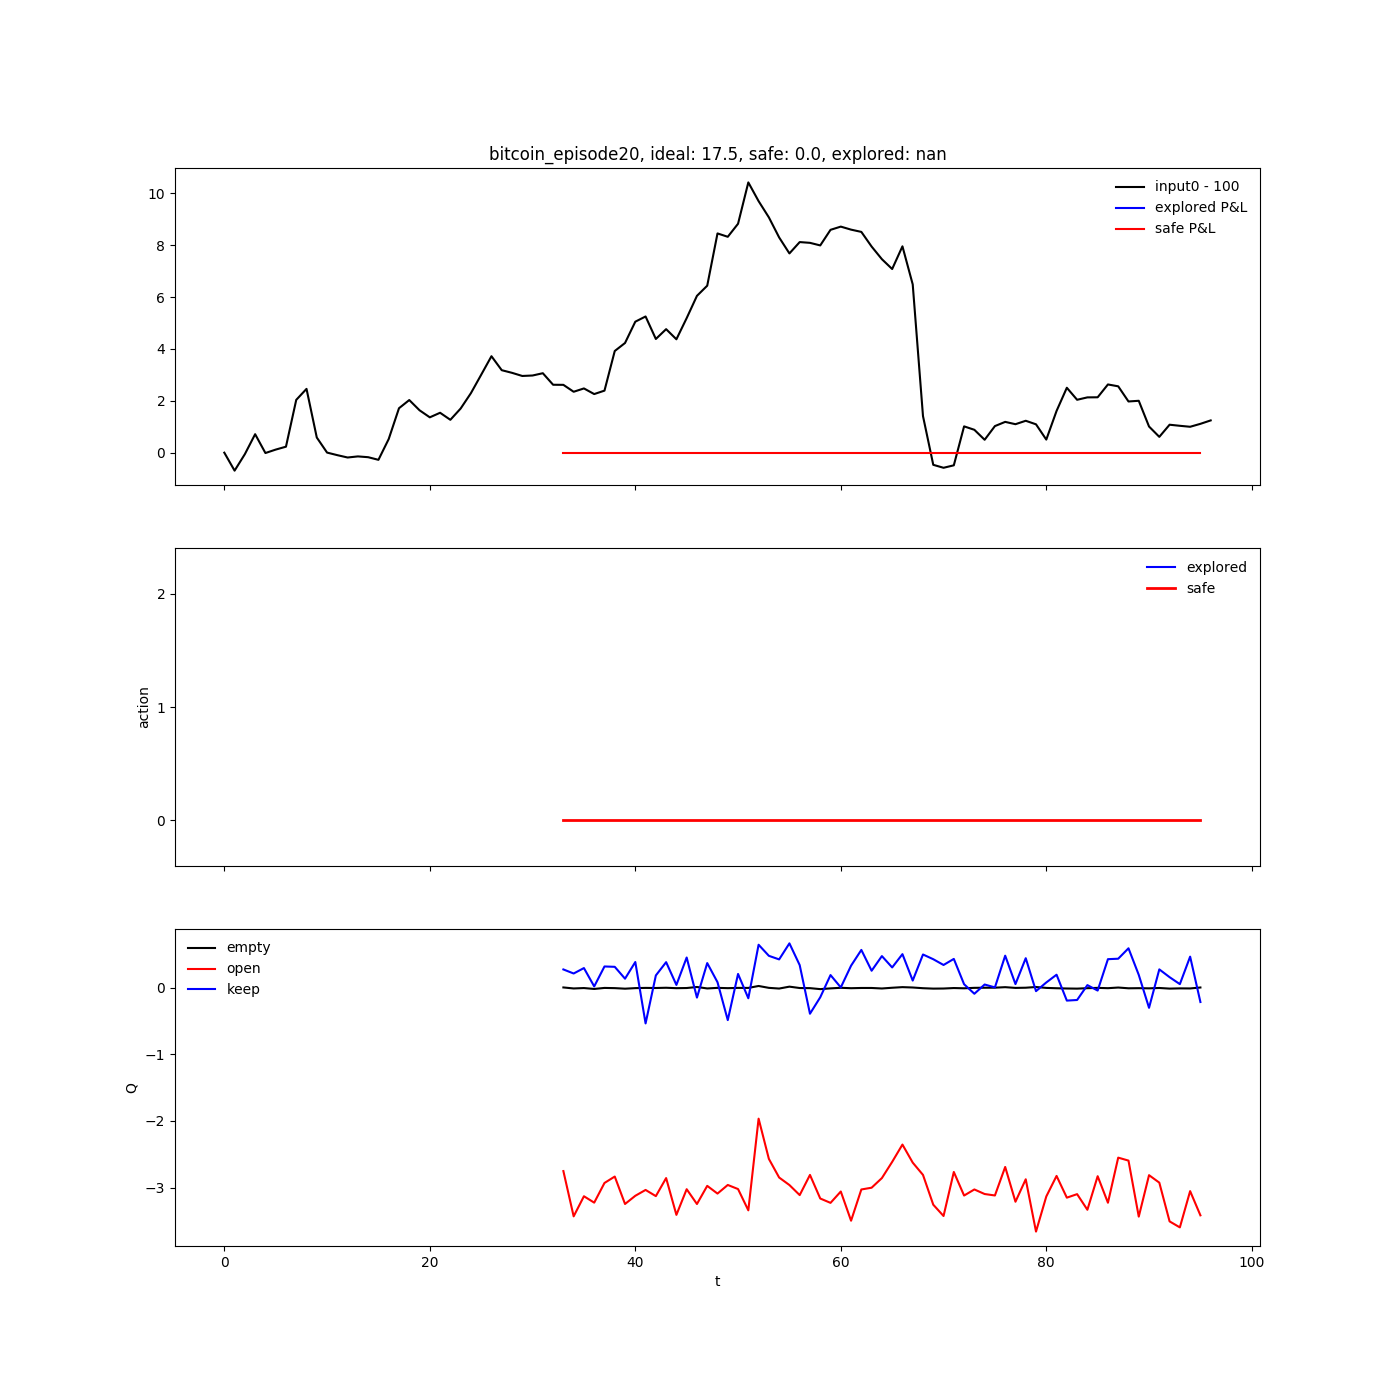 bitcoin_episode20, ideal: 17.5, safe: 0.0, explored: nan
10
8
6
4
2
0
input0 - 100
explored P&L
safe P&L
action
2
1
0
explored
safe
Q
0
−1
−2
−3
empty
open
keep
0 20 40 60 80 100
t